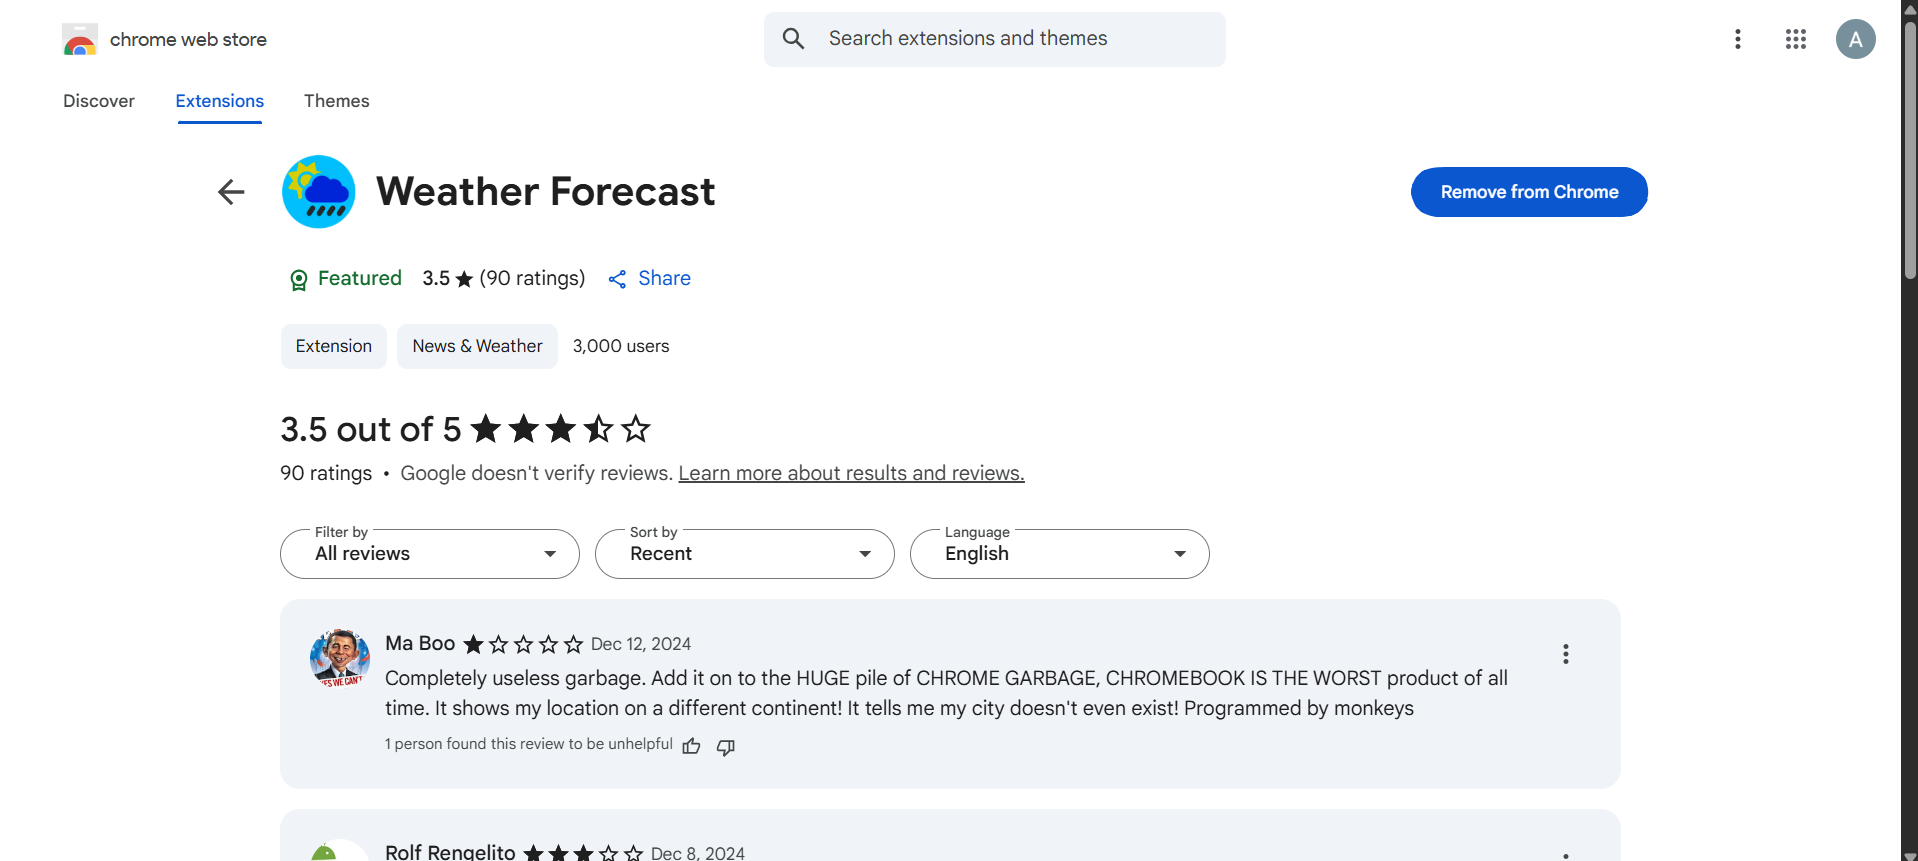 chrome web store
Search extensions and themes
A
Discover
Extensions
Themes
Weather Forecast
Remove from Chrome
Featured 3.5 ★ (90 ratings) Share
Extension
News & Weather
3,000 users
3.5 out of 5
90 ratings • Google doesn't verify reviews. Learn more about results and reviews.
Filter by
All reviews
Sort by
Recent
Language
English
Ma Boo Dec 12, 2024
Completely useless garbage. Add it on to the HUGE pile of CHROME GARBAGE, CHROMEBOOK IS THE WORST product of all
time. It shows my location on a different continent! It tells me my city doesn't even exist! Programmed by monkeys
1 person found this review to be unhelpful
Rolf Rengelito Dec 8, 2024